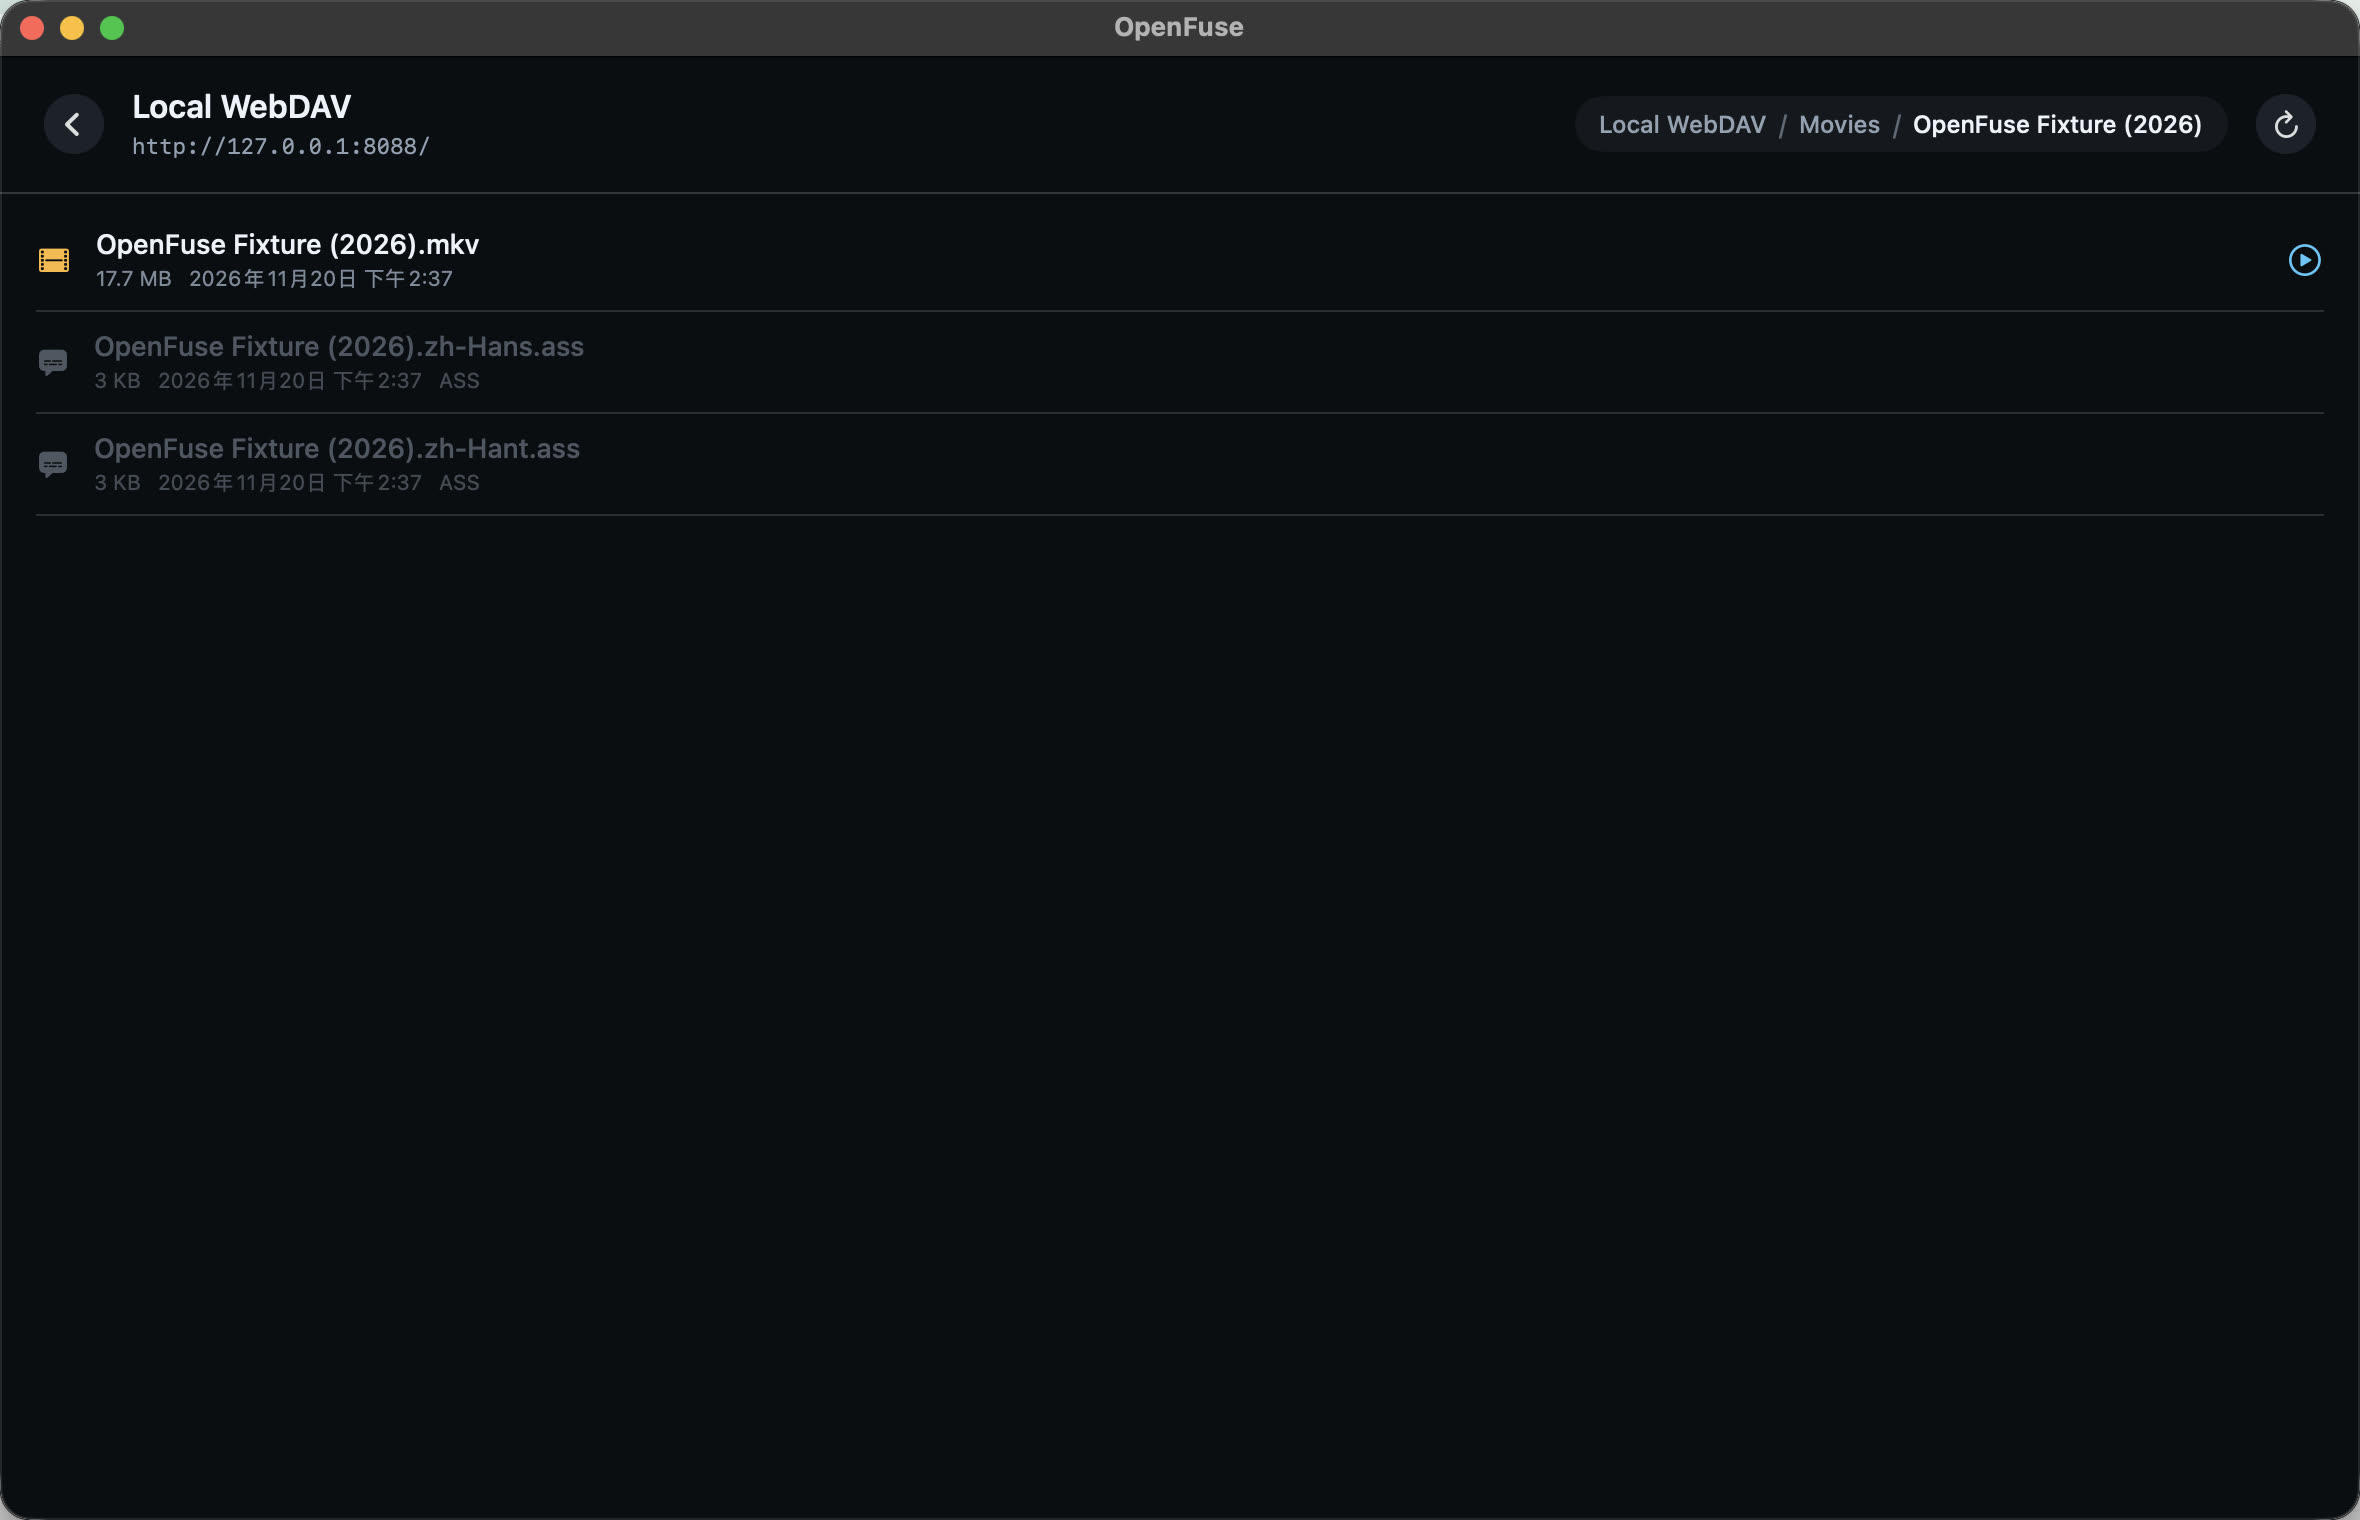 OpenFuse
Local WebDAV
http://127.0.0.1:8088/
Local WebDAV / Movies / OpenFuse Fixture (2026)
OpenFuse Fixture (2026).mkv
17.7 MB 2026年11月20日 下午2:37
OpenFuse Fixture (2026).zh-Hans.ass
3 KB 2026年11月20日 下午2:37 ASS
OpenFuse Fixture (2026).zh-Hant.ass
3 KB 2026年11月20日 下午2:37 ASS